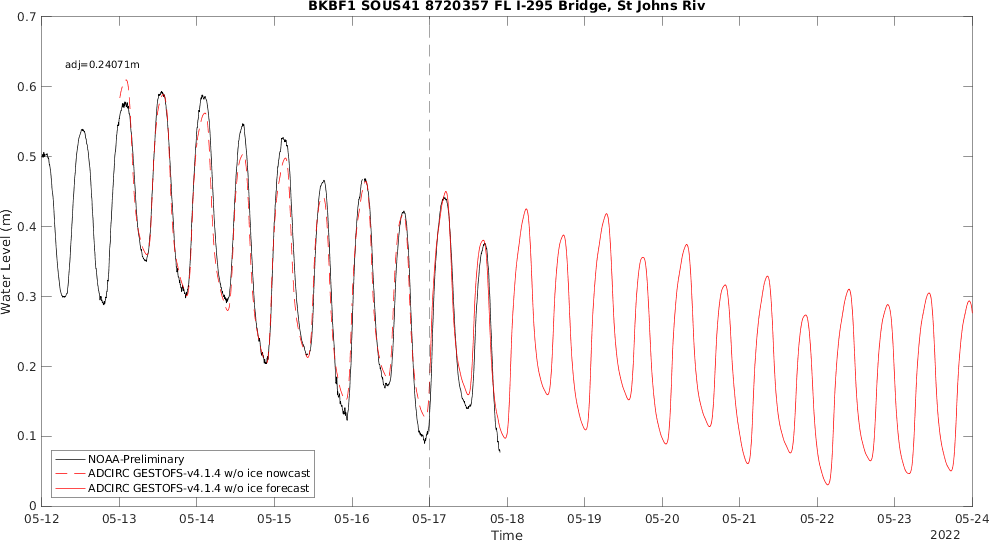 BKBF1 SOUS41 8720357 FL I-295 Bridge, St Johns Riv
0.7
adj=0.24071m
0.6
0.5
0.4
0.3
0.2
0.1
0
Water Level (m)
NOAA-Preliminary
ADCIRC GESTOFS-v4.1.4 w/o ice nowcast
ADCIRC GESTOFS-v4.1.4 w/o ice forecast
05-12 05-13 05-14 05-15 05-16 05-17 05-18 05-19 05-20 05-21 05-22 05-23 05-24
Time
2022